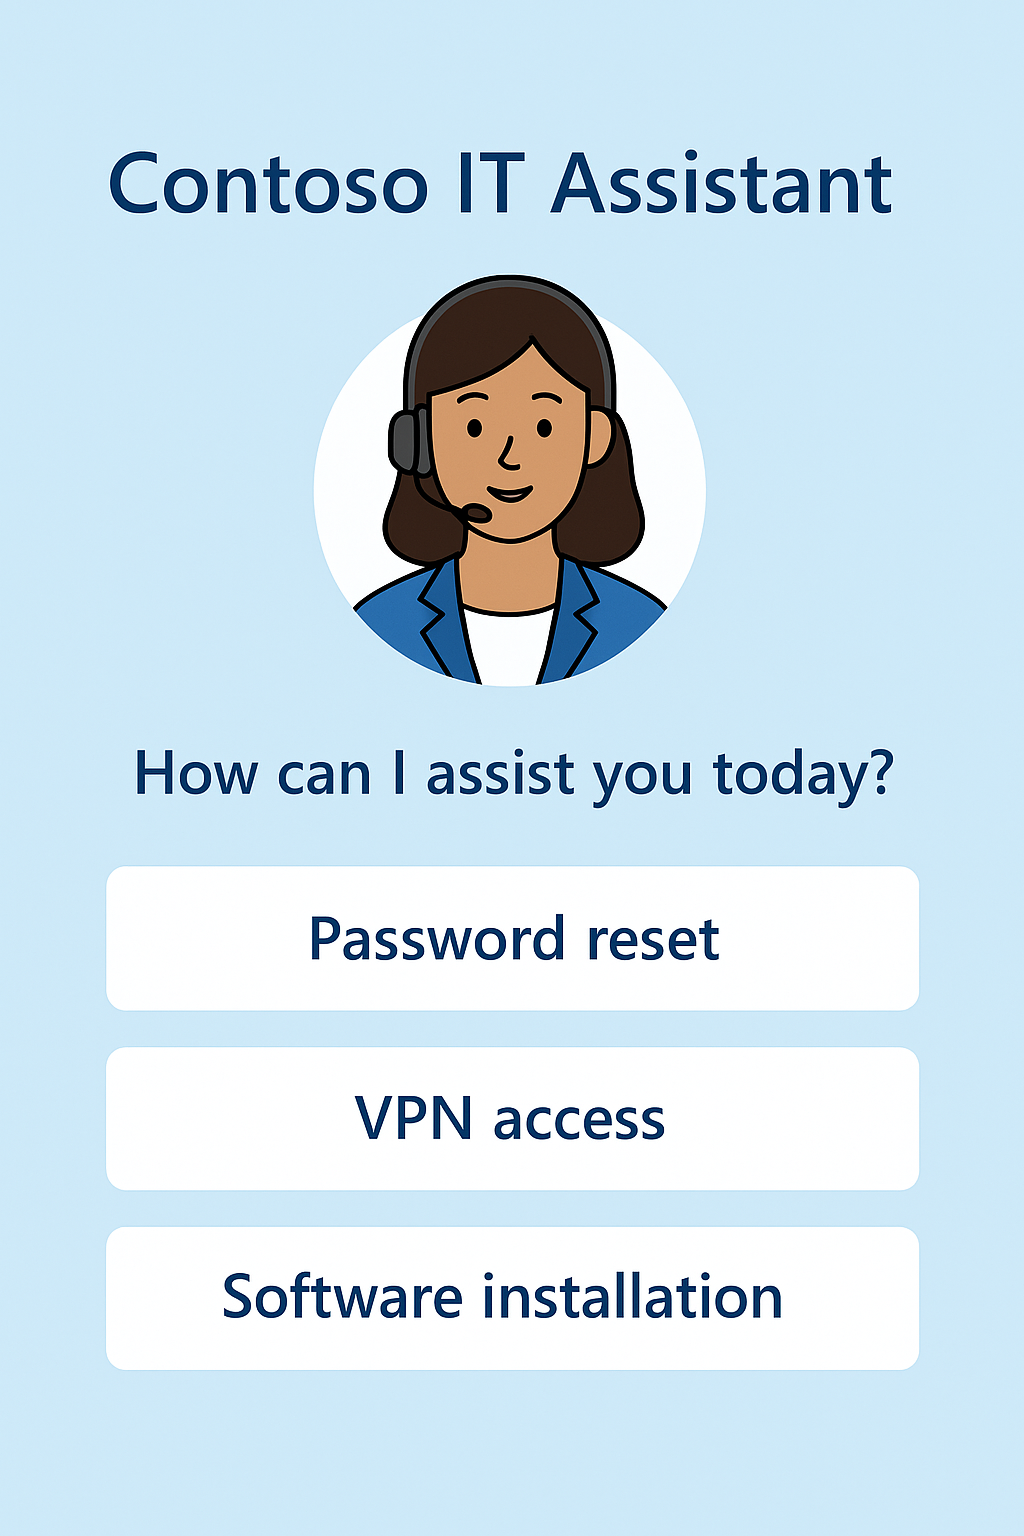 Contoso IT Assistant
How can I assist you today?
Password reset
VPN access
Software installation